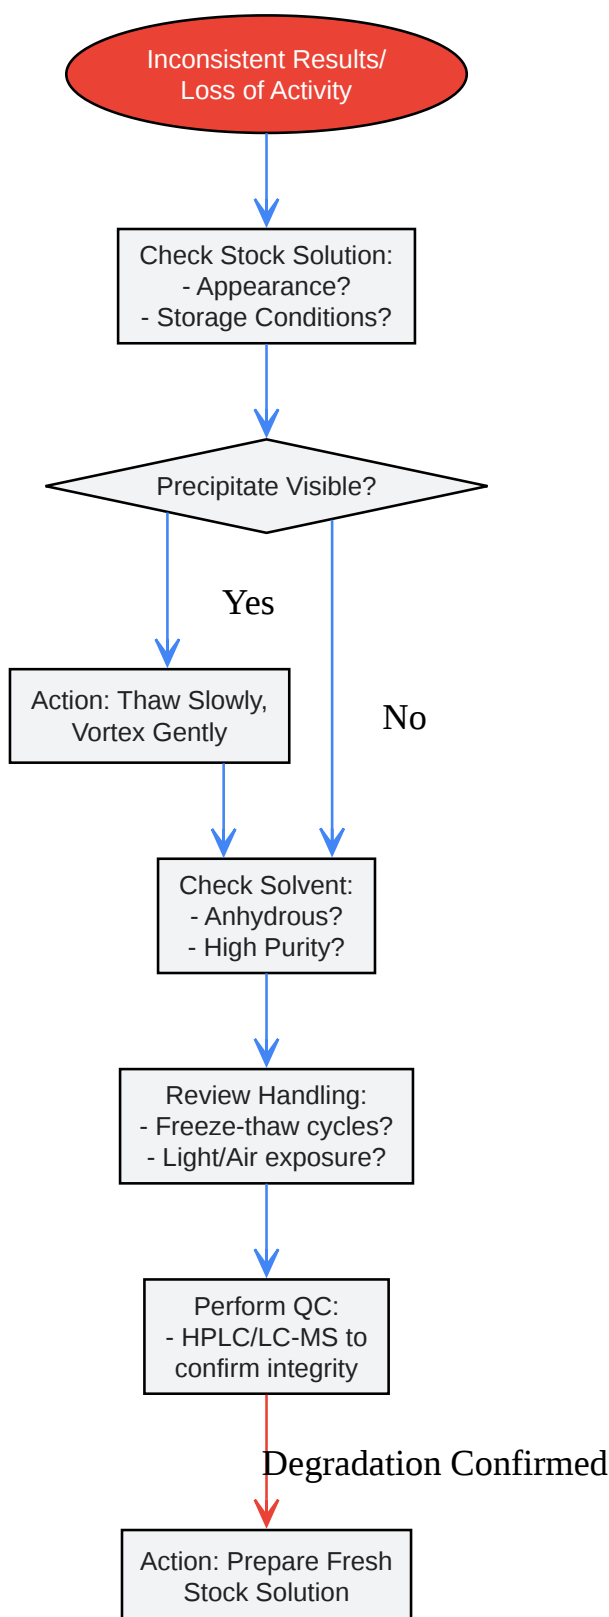 Inconsistent Results/
Loss of Activity
Check Stock Solution:
- Appearance?
- Storage Conditions?
Precipitate Visible?
Yes
Action: Thaw Slowly,
Vortex Gently
No
Check Solvent:
- Anhydrous?
- High Purity?
Review Handling:
- Freeze-thaw cycles?
- Light/Air exposure?
Perform QC:
- HPLC/LC-MS to
confirm integrity
Degradation Confirmed
Action: Prepare Fresh
Stock Solution